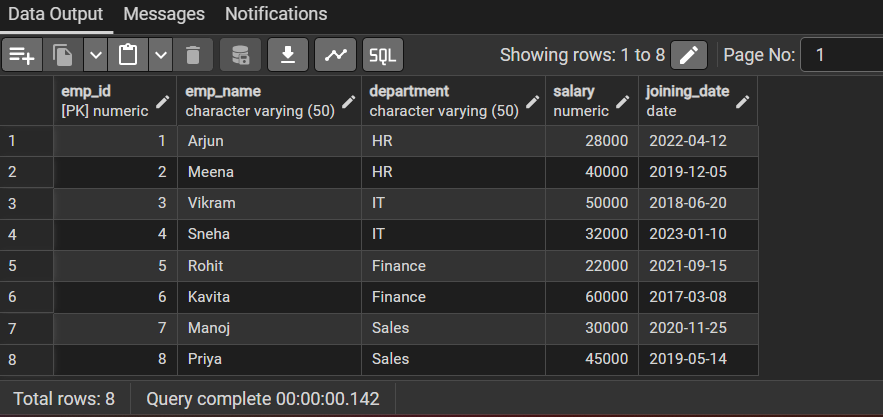 Data Output Messages Notifications
SQL Showing rows: 1 to 8 Page No: 1
emp_id emp_name department salary joining_date
[PK] numeric character varying (50) character varying (50) numeric date
1 1 Arjun HR 28000 2022-04-12
2 2 Meena HR 40000 2019-12-05
3 3 Vikram IT 50000 2018-06-20
4 4 Sneha IT 32000 2023-01-10
5 5 Rohit Finance 22000 2021-09-15
6 6 Kavita Finance 60000 2017-03-08
7 7 Manoj Sales 30000 2020-11-25
8 8 Priya Sales 45000 2019-05-14
Total rows: 8 Query complete 00:00:00.142